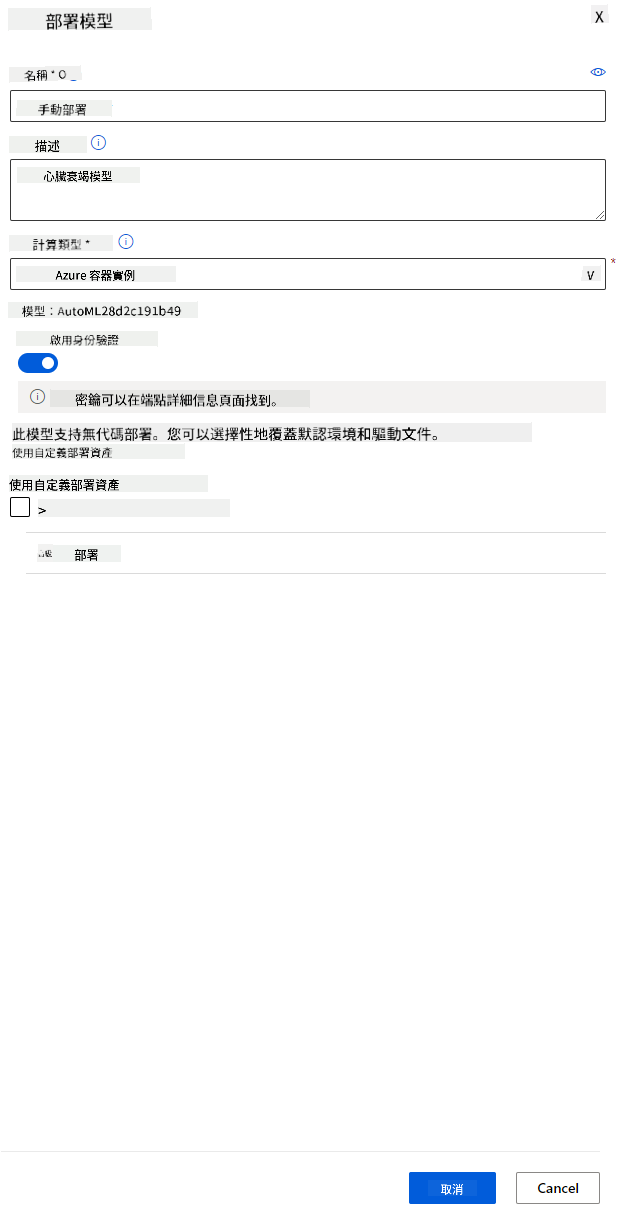 部署模型
X
名稱 * O _
手動部署
描述
心臟衰竭模型
計算類型 *
Azure 容器實例
V
*
模型：AutoML28d2c191b49
啟用身份驗證
密鑰可以在端點詳細信息頁面找到。
此模型支持無代碼部署。您可以選擇性地覆蓋默認環境和驅動文件。
使用自定義部署資產
使用自定義部署資產
>
部署
取消
Cancel